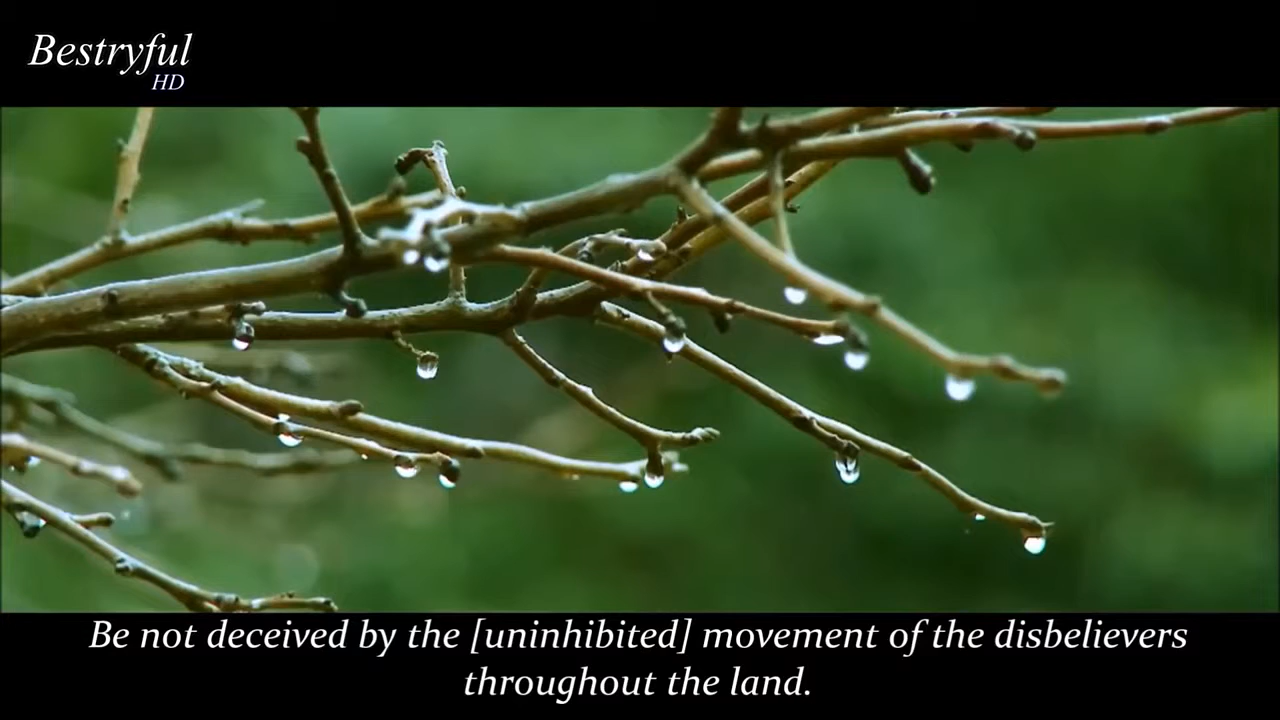 Bestryful
HD
Be not deceived by the [uninhibited] movement of the disbelievers
throughout the land.